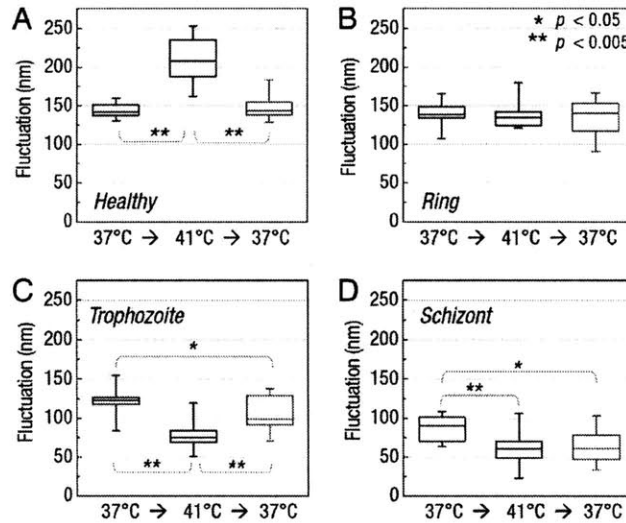 A
B
* p < 0.05
** p < 0.005
Fluctuation (nm)
250
200
150
100
50
0
** **
Healthy
37°C → 41°C → 37°C
Fluctuation (nm)
250
200
150
100
50
0
Ring
37°C → 41°C → 37°C
C
D
Fluctuation (nm)
250
200
150
100
50
0
Trophozoite
*
** **
37°C → 41°C → 37°C
Fluctuation (nm)
250
200
150
100
50
0
Schizont
*
**
37°C → 41°C → 37°C